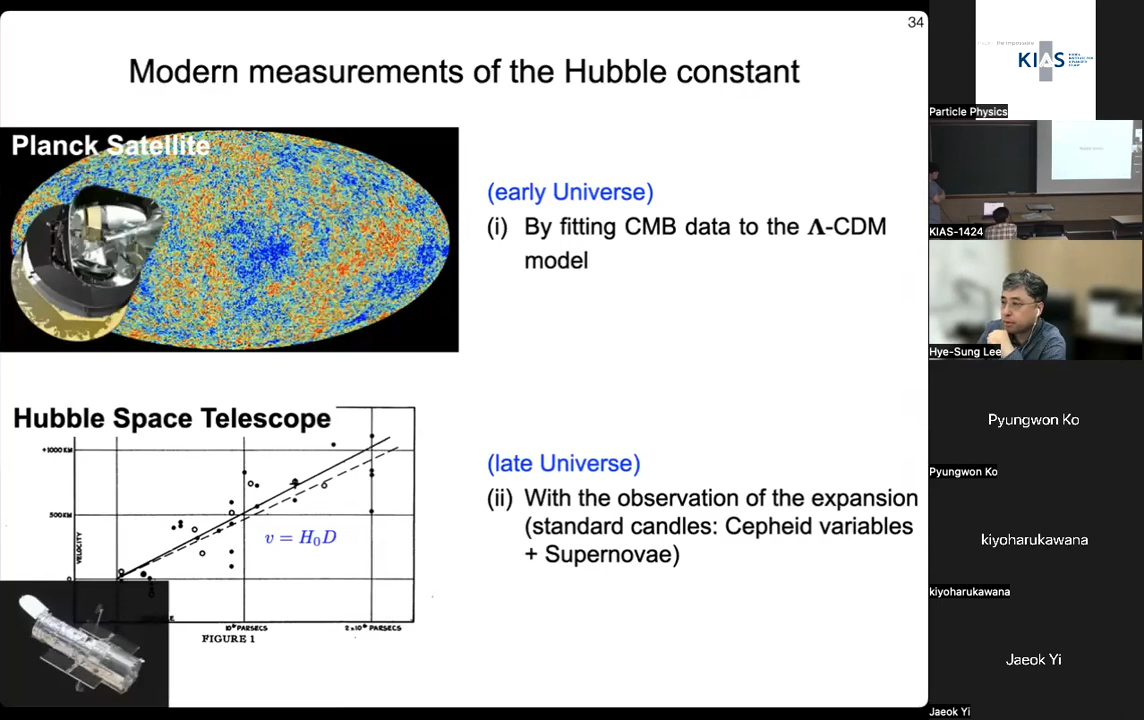 34
Modern measurements of the Hubble constant
Planck Satellite
(early Universe)
(i) By fitting CMB data to the Λ-CDM
model
Hubble Space Telescope
+1000 KM
500 KM
VELOCITY
0
v = H₀D
10⁶ PARSECS
2 x 10⁶ PARSECS
FIGURE 1
(late Universe)
(ii) With the observation of the expansion
(standard candles: Cepheid variables
+ Supernovae)
KIAS
Particle Physics
KIAS-1424
Hye-Sung Lee
Pyungwon Ko
Pyungwon Ko
kiyoharukawana
kiyoharukawana
Jaeok Yi
Jaeok Yi